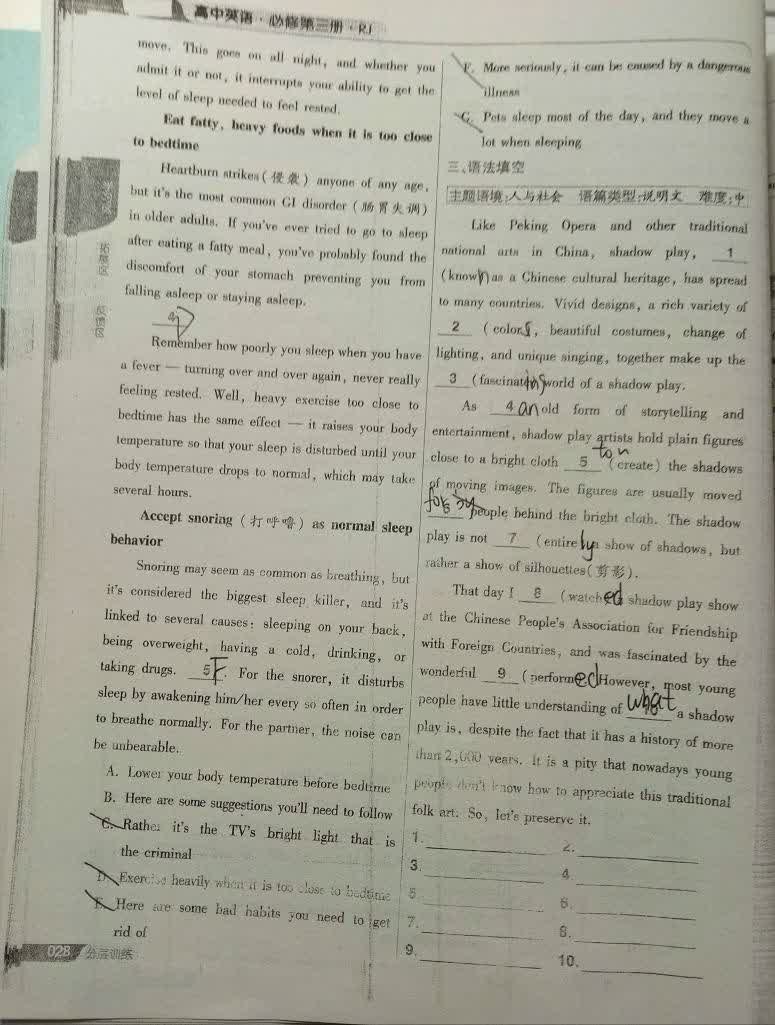 高中英语·必修第三册·RJ
move. This goes on all night, and whether you
admit it or not, it interrupts your ability to get the
level of sleep needed to feel rested.
Eat fatty, heavy foods when it is too close
to bedtime
Heartburn strikes(侵袭) anyone of any age,
but it's the most common GI disorder (肠胃失调)
in older adults. If you've ever tried to go to sleep
after eating a fatty meal, you've probably found the
discomfort of your stomach preventing you from
falling asleep or staying asleep.
4 D
Remember how poorly you sleep when you have
a fever — turning over and over again, never really
feeling rested. Well, heavy exercise too close to
bedtime has the same effect — it raises your body
temperature so that your sleep is disturbed until your
body temperature drops to normal, which may take
several hours.
Accept snoring (打呼噜) as normal sleep
behavior
Snoring may seem as common as breathing, but
it's considered the biggest sleep killer, and it's
linked to several causes: sleeping on your back,
being overweight, having a cold, drinking, or
taking drugs. 5 F. For the snorer, it disturbs
sleep by awakening him/her every so often in order
to breathe normally. For the partner, the noise can
be unbearable.
A. Lower your body temperature before bedtime
B. Here are some suggestions you'll need to follow
C. Rather it's the TV's bright light that is
the criminal
D. Exercise heavily when it is too close to bedtime
E. Here are some bad habits you need to get
rid of
028 分层训练
F. More seriously, it can be caused by a dangerous
illness
G. Pets sleep most of the day, and they move a
lot when sleeping
三、语法填空
主题语境:人与社会 语篇类型:说明文 难度:中
Like Peking Opera and other traditional
national arts in China, shadow play, 1
(known) as a Chinese cultural heritage, has spread
to many countries. Vivid designs, a rich variety of
2 (colors), beautiful costumes, change of
lighting, and unique singing, together make up the
3 (fascinating) world of a shadow play.
As 4 an old form of storytelling and
entertainment, shadow play artists hold plain figures
close to a bright cloth 5 to (create) the shadows
of moving images. The figures are usually moved
for by people behind the bright cloth. The shadow
play is not 7 (entirely) a show of shadows, but
rather a show of silhouettes(剪影).
That day I 8 (watched) a shadow play show
at the Chinese People's Association for Friendship
with Foreign Countries, and was fascinated by the
wonderful 9 (performed). However, most young
people have little understanding of what a shadow
play is, despite the fact that it has a history of more
than 2,000 years. It is a pity that nowadays young
people don't know how to appreciate this traditional
folk art. So, let's preserve it.
1. 2.
3. 4.
5. 6.
7. 8.
9. 10.